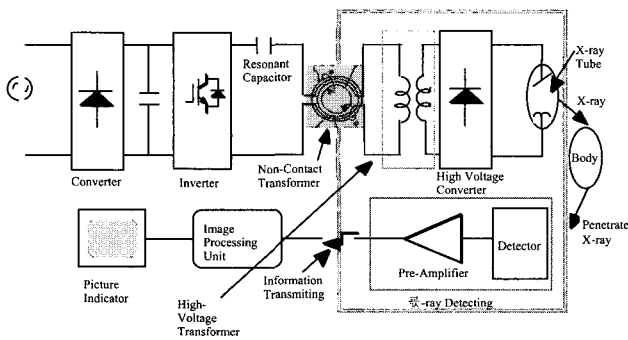 Resonant
Capacitor
X-ray
Tube
X-ray
Body
Non-Contact
Transformer
High Voltage
Converter
Converter
Inverter
Penetrate
X-ray
Image
Processing
Unit
Detector
Pre-Amplifier
Picture
Indicator
Information
Transmiting
High-
Voltage
Transformer
-ray Detecting